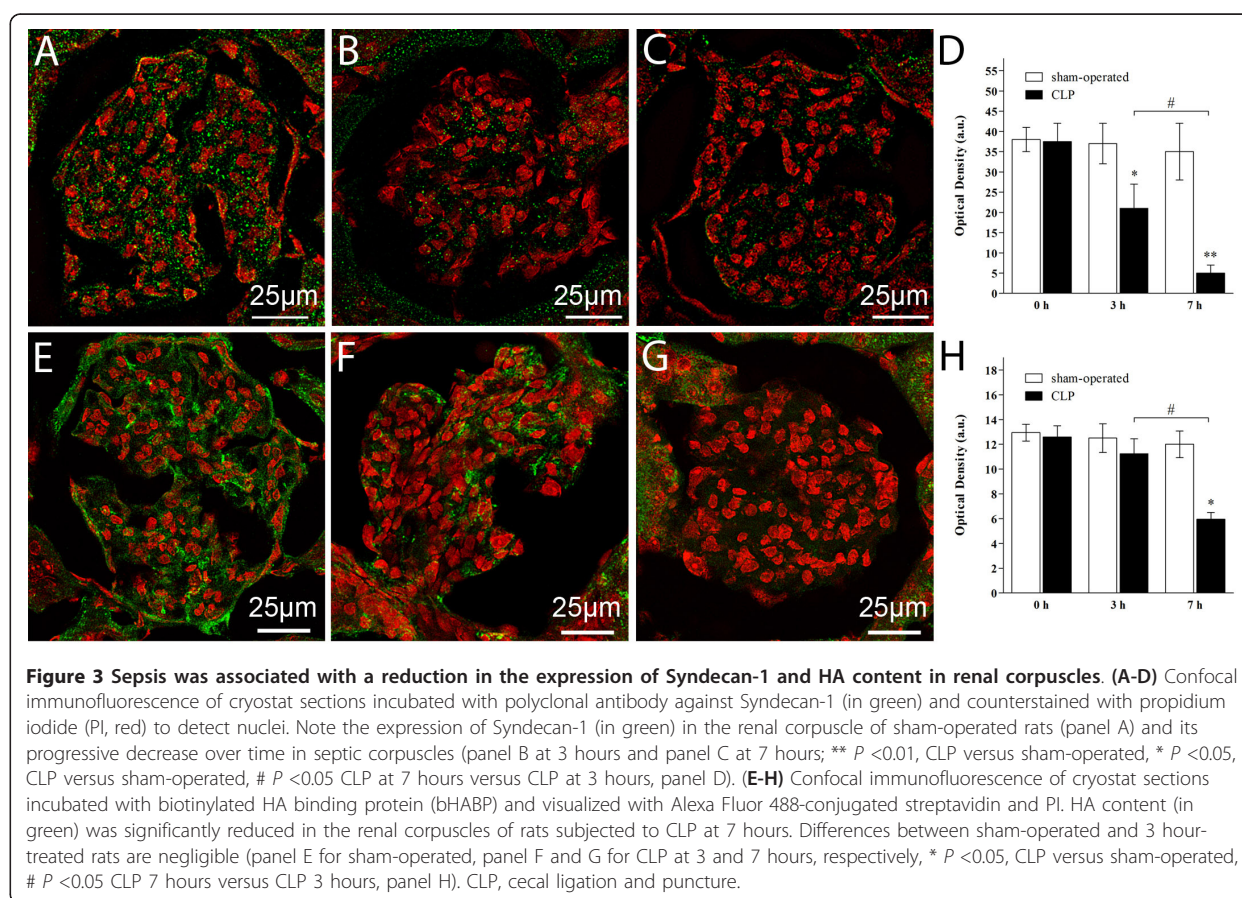 A
25µm
B
25µm
C
25µm
D
Optical Density (a.u.)
55
50
45
40
35
30
25
20
15
10
5
0
sham-operated
CLP
#
*
**
0 h
3 h
7 h
E
25µm
F
25µm
G
25µm
H
Optical Density (a.u.)
18
16
14
12
10
8
6
4
2
0
sham-operated
CLP
#
*
0 h
3 h
7 h
Figure 3 Sepsis was associated with a reduction in the expression of Syndecan-1 and HA content in renal corpuscles. (A-D) Confocal
immunofluorescence of cryostat sections incubated with polyclonal antibody against Syndecan-1 (in green) and counterstained with propidium
iodide (PI, red) to detect nuclei. Note the expression of Syndecan-1 (in green) in the renal corpuscle of sham-operated rats (panel A) and its
progressive decrease over time in septic corpuscles (panel B at 3 hours and panel C at 7 hours; ** P <0.01, CLP versus sham-operated, * P <0.05,
CLP versus sham-operated, # P <0.05 CLP at 7 hours versus CLP at 3 hours, panel D). (E-H) Confocal immunofluorescence of cryostat sections
incubated with biotinylated HA binding protein (bHABP) and visualized with Alexa Fluor 488-conjugated streptavidin and PI. HA content (in
green) was significantly reduced in the renal corpuscles of rats subjected to CLP at 7 hours. Differences between sham-operated and 3 hour-
treated rats are negligible (panel E for sham-operated, panel F and G for CLP at 3 and 7 hours, respectively, * P <0.05, CLP versus sham-operated,
# P <0.05 CLP 7 hours versus CLP 3 hours, panel H). CLP, cecal ligation and puncture.